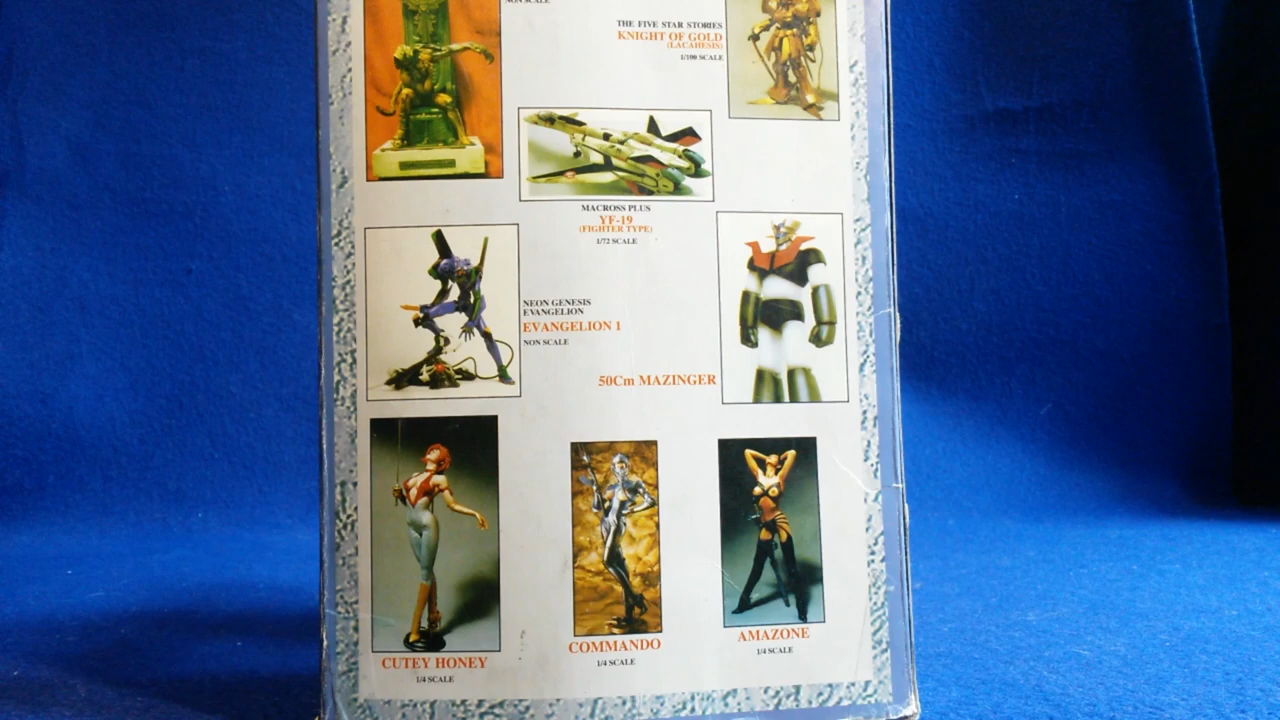 NON SCALE
THE FIVE STAR STORIES
KNIGHT OF GOLD
(LACAHESIS)
1/100 SCALE
MACROSS PLUS
YF-19
(FIGHTER TYPE)
1/72 SCALE
NEON GENESIS
EVANGELION
EVANGELION 1
NON SCALE
50Cm MAZINGER
CUTEY HONEY
1/4 SCALE
COMMANDO
1/4 SCALE
AMAZONE
1/4 SCALE